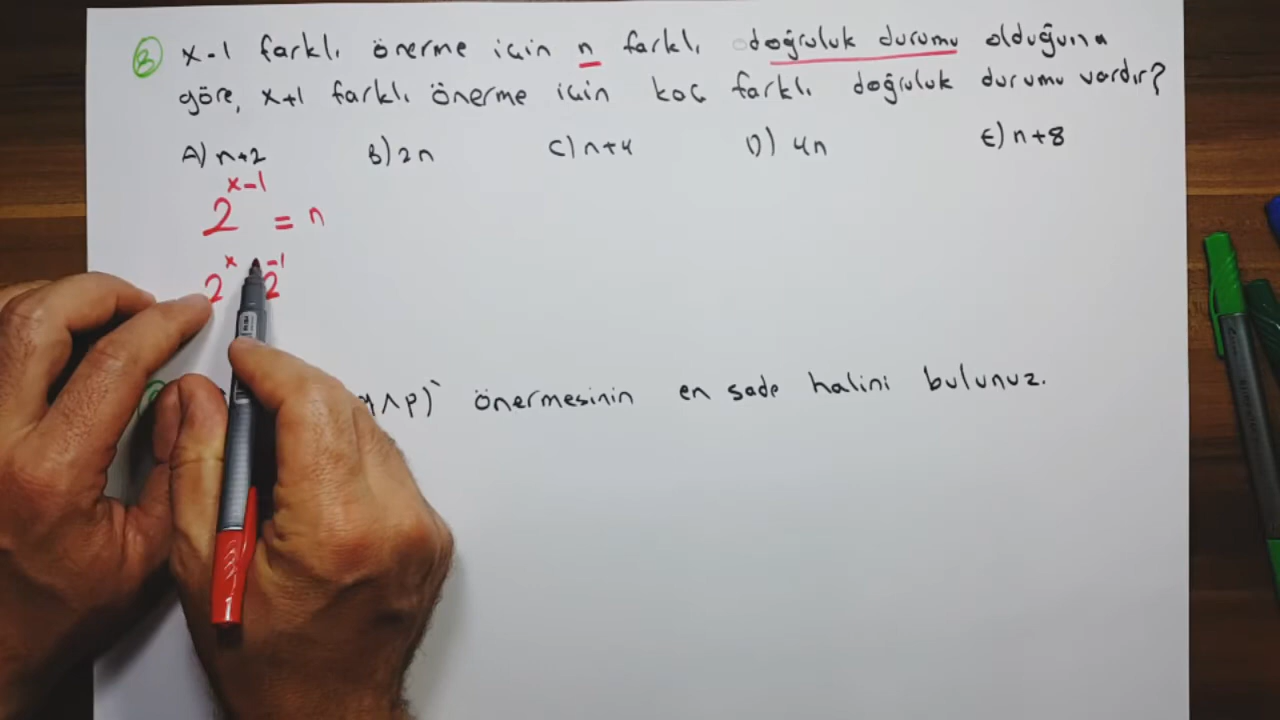 3 x-1 farklı önerme için n farklı doğruluk durumu olduğuna
göre, x+1 farklı önerme için kaç farklı doğruluk durumu vardır?
A) n+2 B) 2n C) n+4 D) 4n E) n+8
2^{x-1} = n
2^x 2^{-1}
∧p)` önermesinin en sade halini bulunuz.